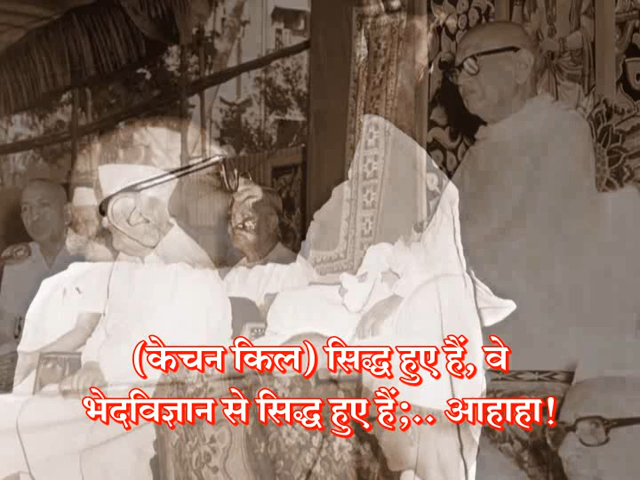 (केचन किल) सिद्ध हुए हैं, वे
भेदविज्ञान से सिद्ध हुए हैं;.. आहाहा!